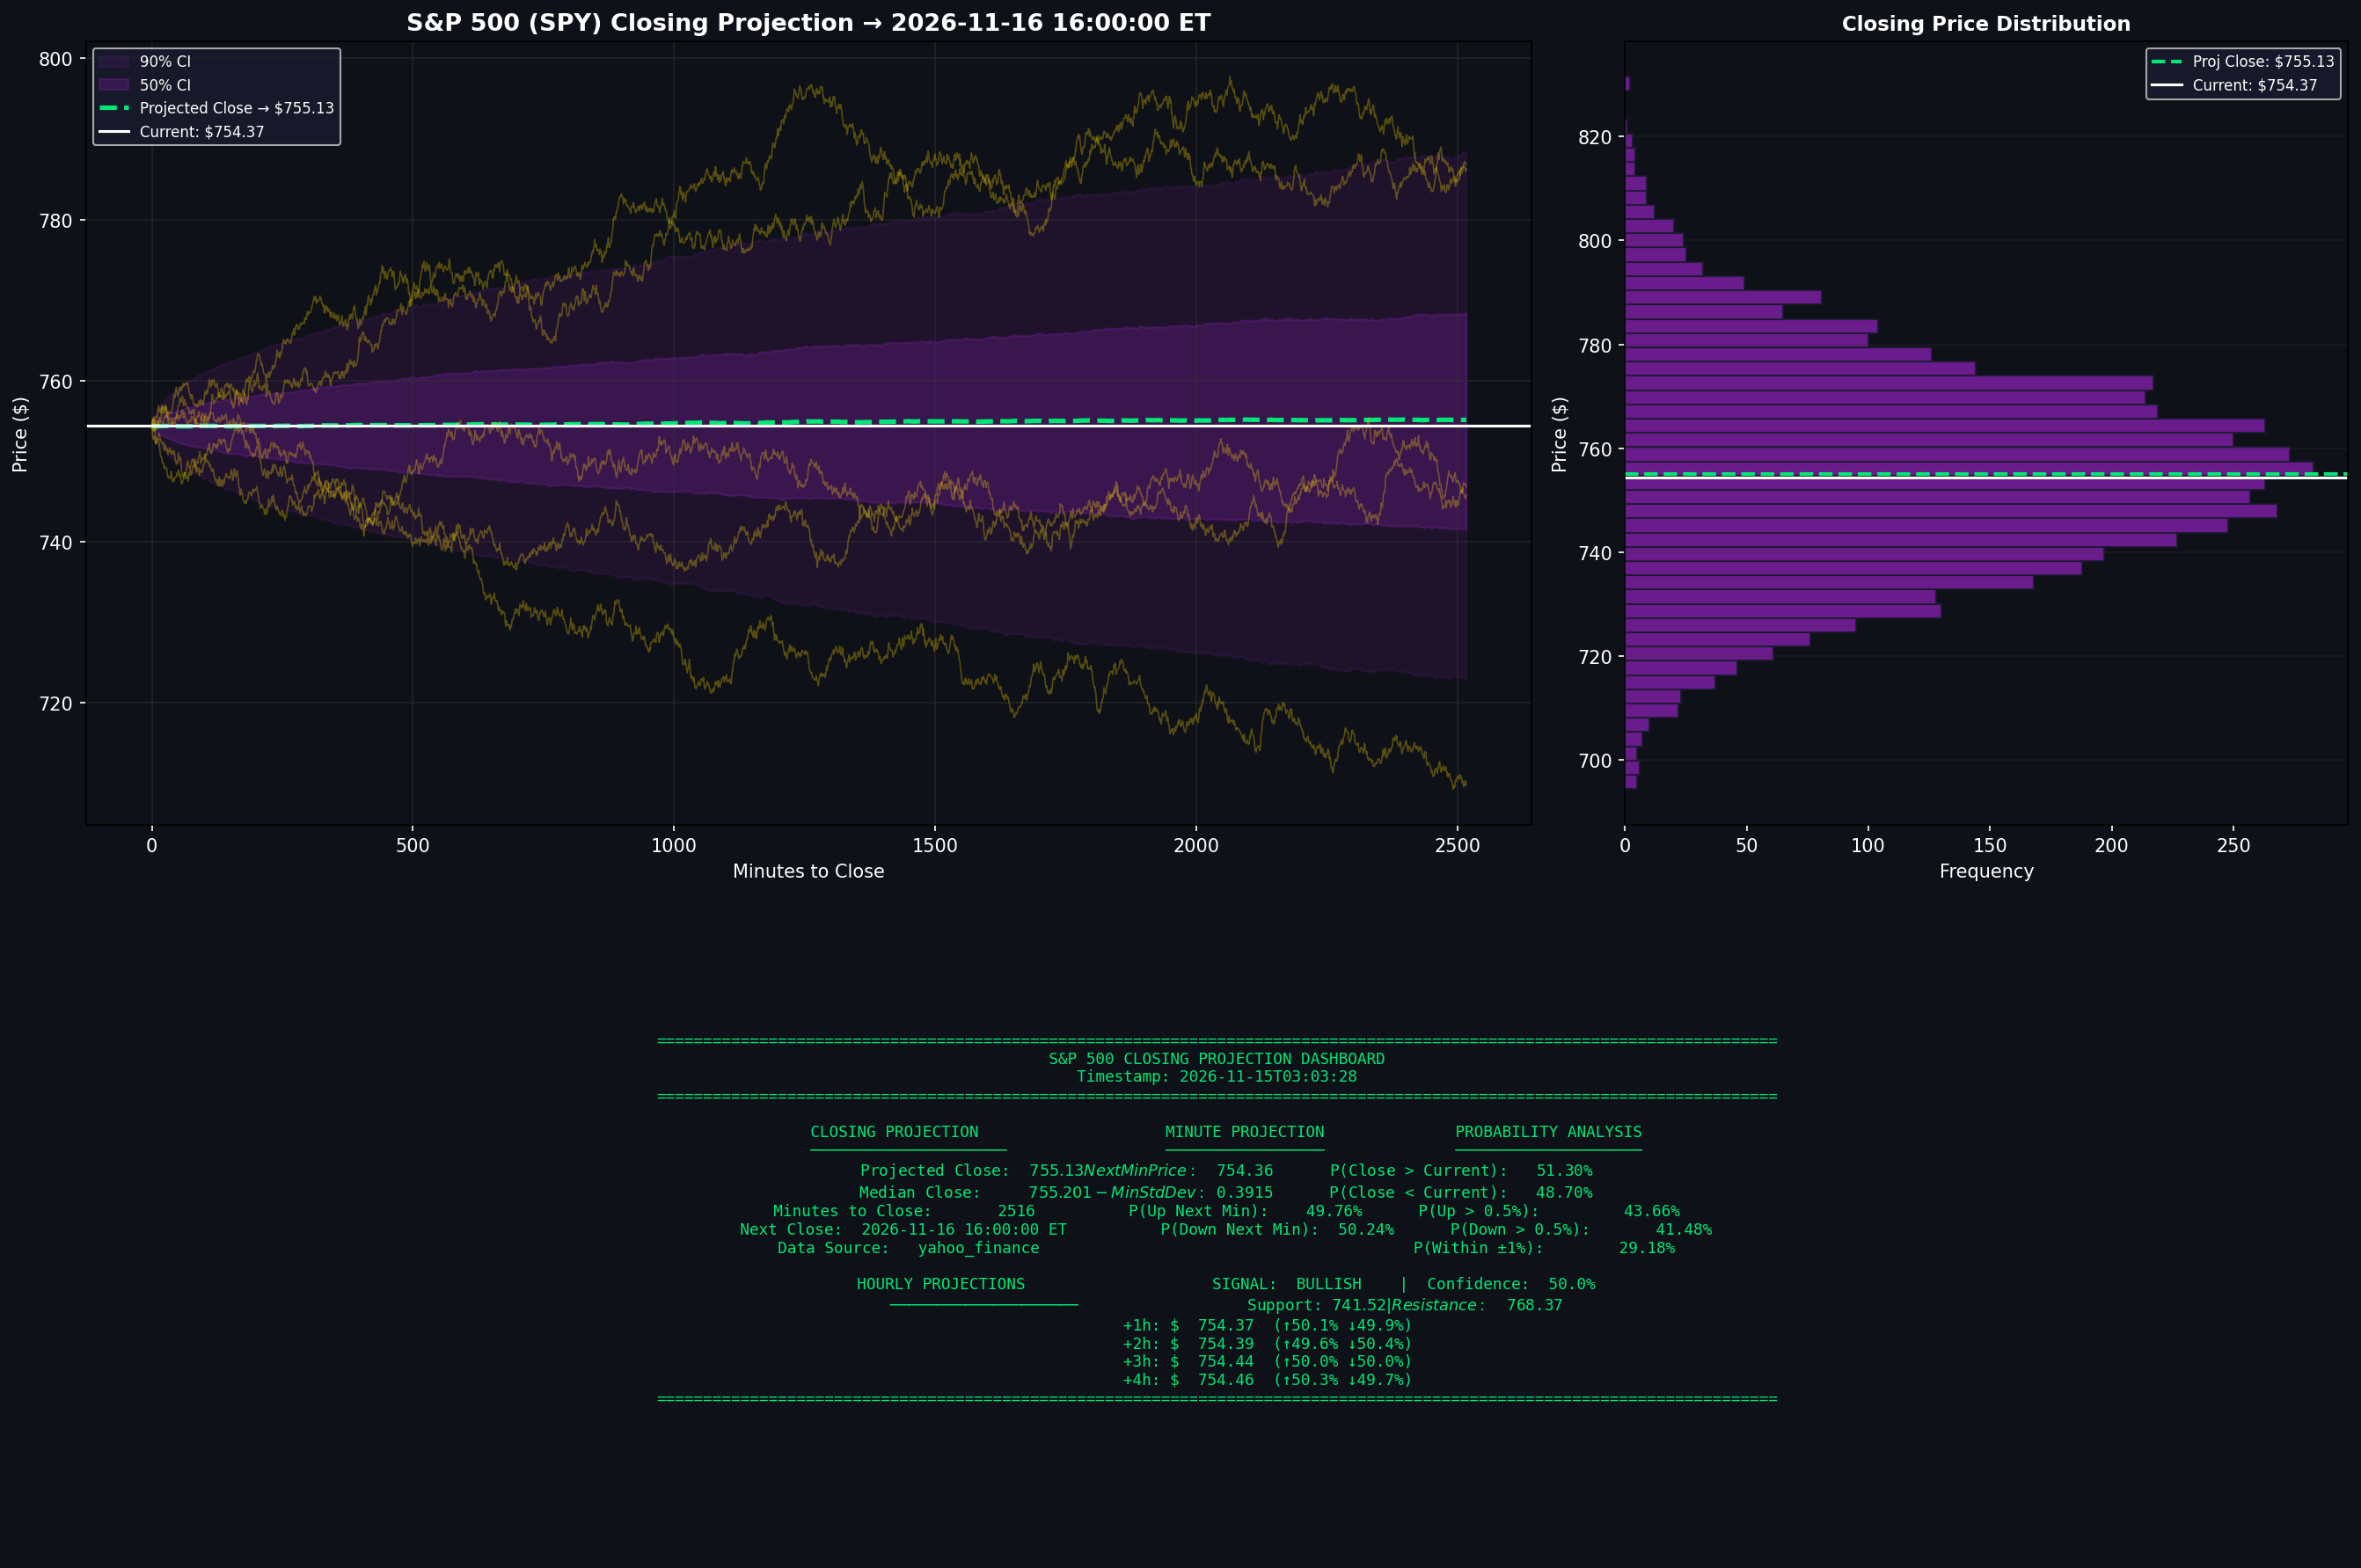 S&P 500 (SPY) Closing Projection → 2026-11-16 16:00:00 ET
90% CI
50% CI
Projected Close → $755.13
Current: $754.37
Price ($)
800
780
760
740
720
0 500 1000 1500 2000 2500
Minutes to Close
Closing Price Distribution
Proj Close: $755.13
Current: $754.37
Price ($)
820
800
780
760
740
720
700
0 50 100 150 200 250
Frequency
S&P 500 CLOSING PROJECTION DASHBOARD
Timestamp: 2026-11-15T03:03:28
CLOSING PROJECTION MINUTE PROJECTION PROBABILITY ANALYSIS
Projected Close: 755.13NextMinPrice: 754.36 P(Close > Current): 51.30%
Median Close: 755.201-MinStdDev: 0.3915 P(Close < Current): 48.70%
Minutes to Close: 2516 P(Up Next Min): 49.76% P(Up > 0.5%): 43.66%
Next Close: 2026-11-16 16:00:00 ET P(Down Next Min): 50.24% P(Down > 0.5%): 41.48%
Data Source: yahoo_finance P(Within ±1%): 29.18%
HOURLY PROJECTIONS SIGNAL: BULLISH | Confidence: 50.0%
Support: 741.52|Resistance: 768.37
+1h: $ 754.37 (↑50.1% ↓49.9%)
+2h: $ 754.39 (↑49.6% ↓50.4%)
+3h: $ 754.44 (↑50.0% ↓50.0%)
+4h: $ 754.46 (↑50.3% ↓49.7%)